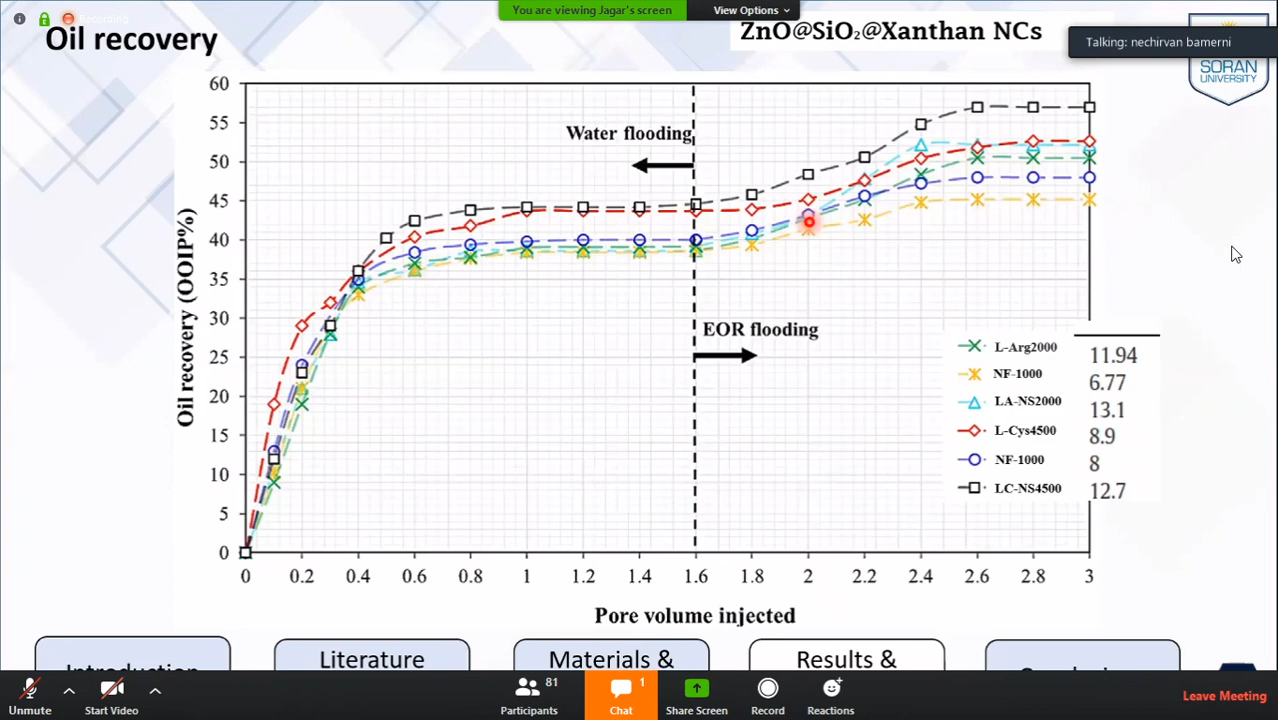 Recording
You are viewing Jagar's screen
View Options
Oil recovery
ZnO@SiO₂@Xanthan NCs
Talking: nechirvan bamerni
SORAN
UNIVERSITY
60
55
50
45
40
35
30
25
20
15
10
5
0
Oil recovery (OOIP%)
Water flooding
EOR flooding
L-Arg2000 11.94
NF-1000 6.77
LA-NS2000 13.1
L-Cys4500 8.9
NF-1000 8
LC-NS4500 12.7
0 0.2 0.4 0.6 0.8 1.0 1.2 1.4 1.6 1.8 2 2.2 2.4 2.6 2.8 3
Pore volume injected
Introduction
Literature
Materials &
Results &
Unmute
Start Video
81
Participants
1
Chat
Share Screen
Record
Reactions
Leave Meeting